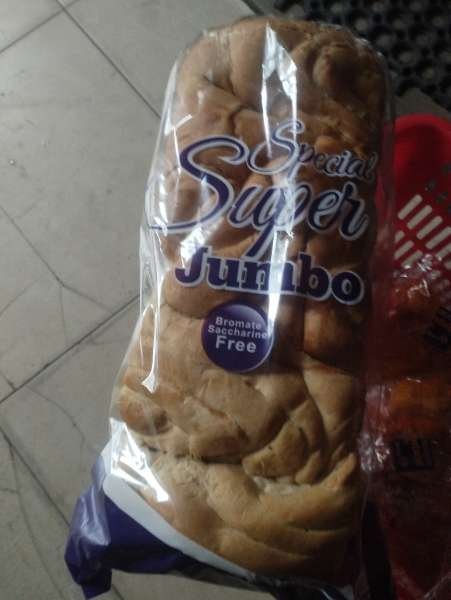 Special
Super
Jumbo
Bromate
Saccharine
Free